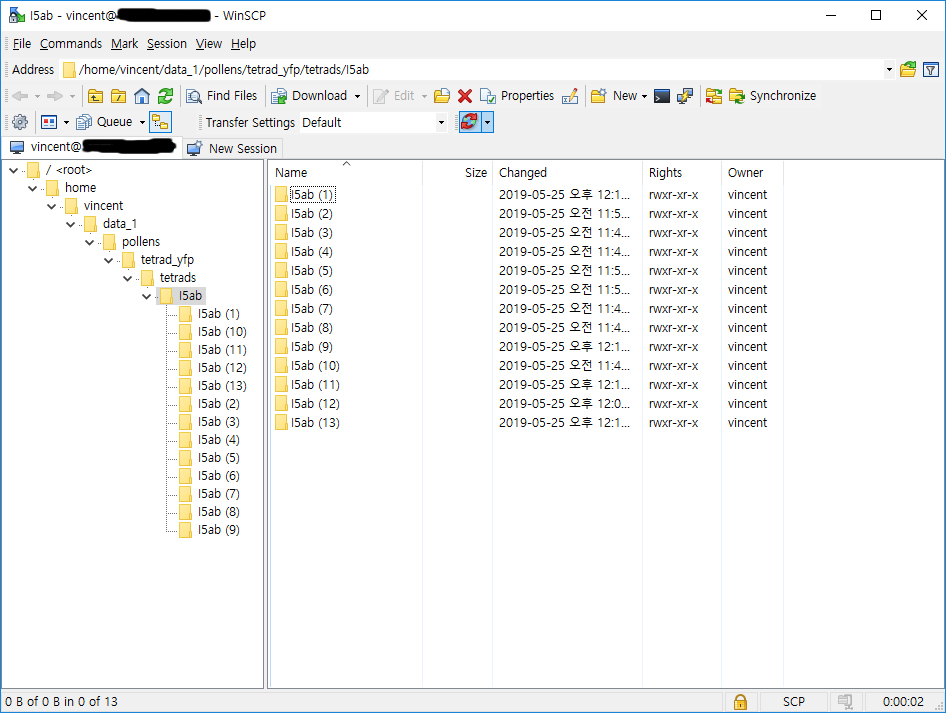 I5ab - vincent@ - WinSCP
File Commands Mark Session View Help
Address /home/vincent/data_1/pollens/tetrad_yfp/tetrads/I5ab
Find Files Download Edit Properties New Synchronize
Queue Transfer Settings Default
vincent@ New Session
/ <root>
home
vincent
data_1
pollens
tetrad_yfp
tetrads
I5ab
I5ab (1)
I5ab (10)
I5ab (11)
I5ab (12)
I5ab (13)
I5ab (2)
I5ab (3)
I5ab (4)
I5ab (5)
I5ab (6)
I5ab (7)
I5ab (8)
I5ab (9)
Name Size Changed Rights Owner
I5ab (1) 2019-05-25 오후 12:1... rwxr-xr-x vincent
I5ab (2) 2019-05-25 오전 11:5... rwxr-xr-x vincent
I5ab (3) 2019-05-25 오전 11:4... rwxr-xr-x vincent
I5ab (4) 2019-05-25 오전 11:4... rwxr-xr-x vincent
I5ab (5) 2019-05-25 오전 11:5... rwxr-xr-x vincent
I5ab (6) 2019-05-25 오전 11:5... rwxr-xr-x vincent
I5ab (7) 2019-05-25 오전 11:4... rwxr-xr-x vincent
I5ab (8) 2019-05-25 오전 11:4... rwxr-xr-x vincent
I5ab (9) 2019-05-25 오후 12:1... rwxr-xr-x vincent
I5ab (10) 2019-05-25 오전 11:4... rwxr-xr-x vincent
I5ab (11) 2019-05-25 오후 12:1... rwxr-xr-x vincent
I5ab (12) 2019-05-25 오후 12:0... rwxr-xr-x vincent
I5ab (13) 2019-05-25 오후 12:1... rwxr-xr-x vincent
0 B of 0 B in 0 of 13 SCP 0:00:02